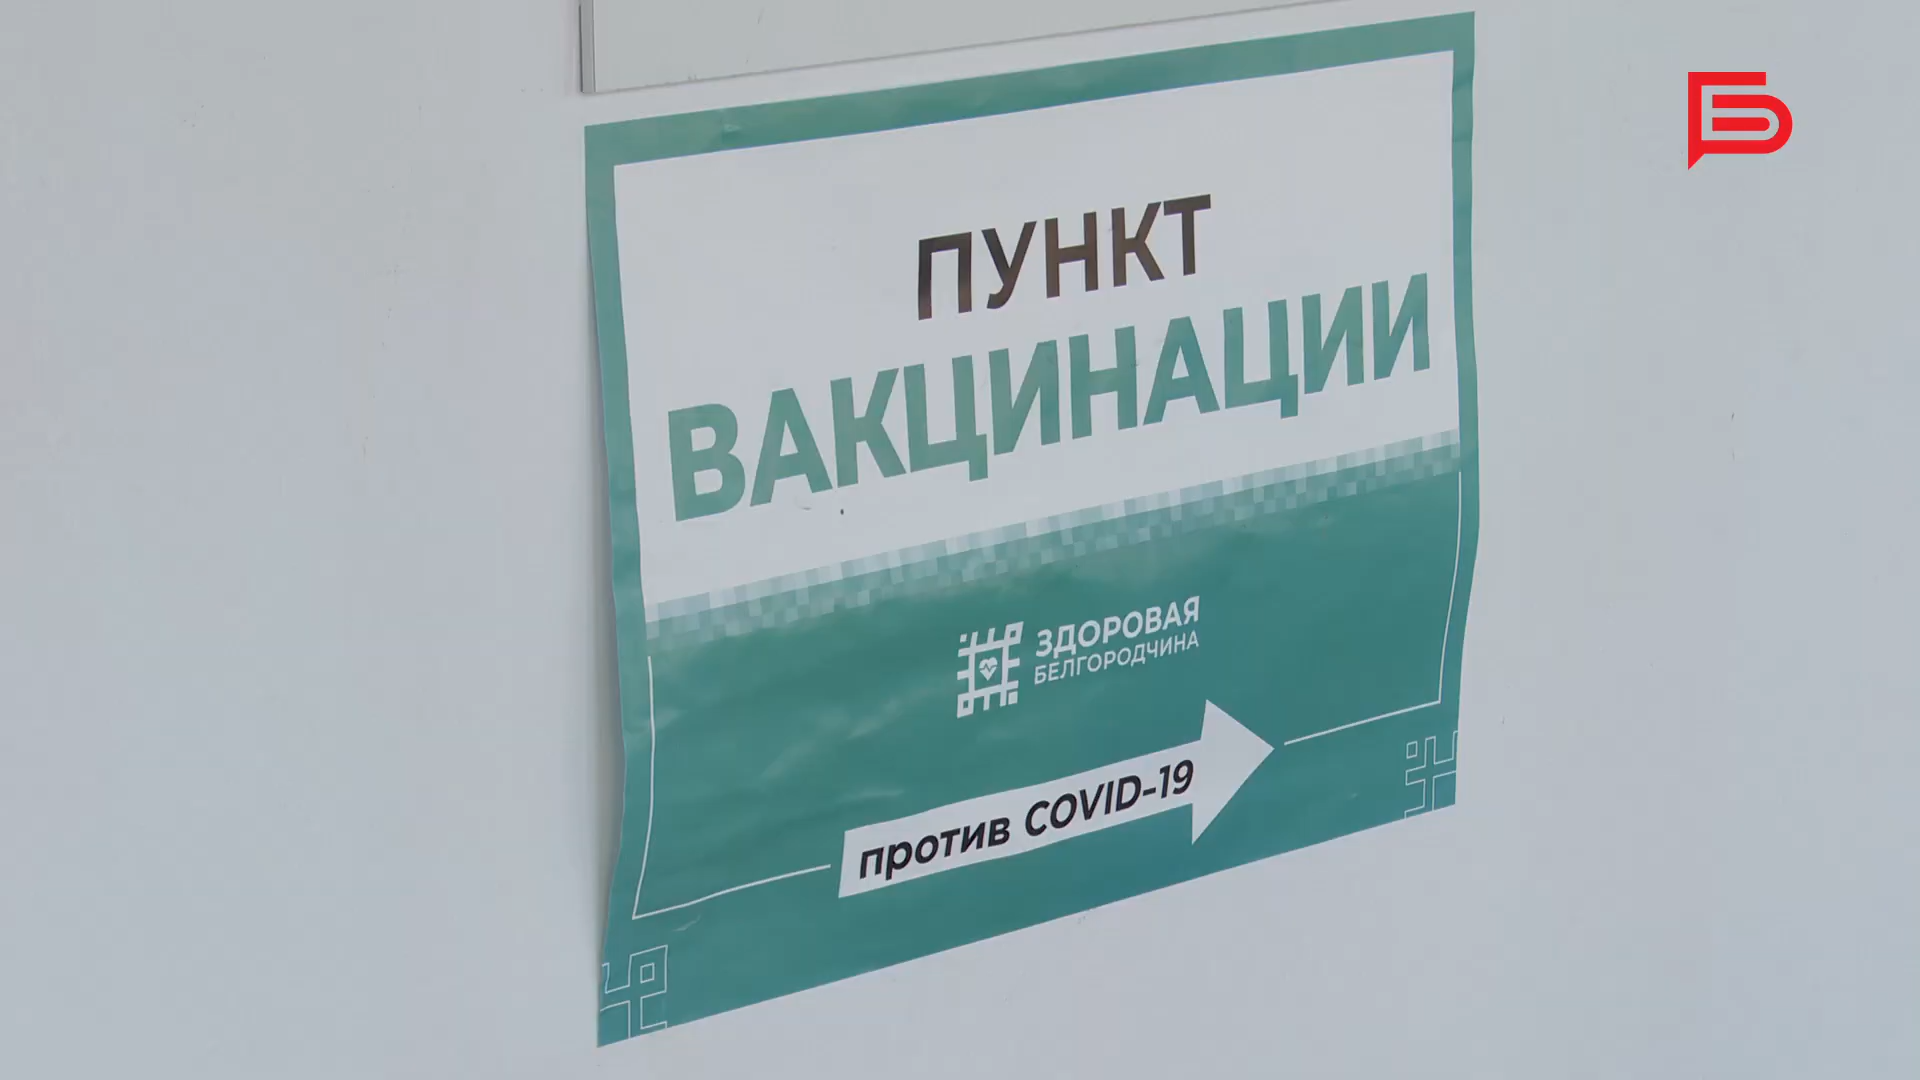 ПУНКТ
ВАКЦИНАЦИИ
ЗДОРОВАЯ
БЕЛГОРОДЧИНА
против COVID-19
Б